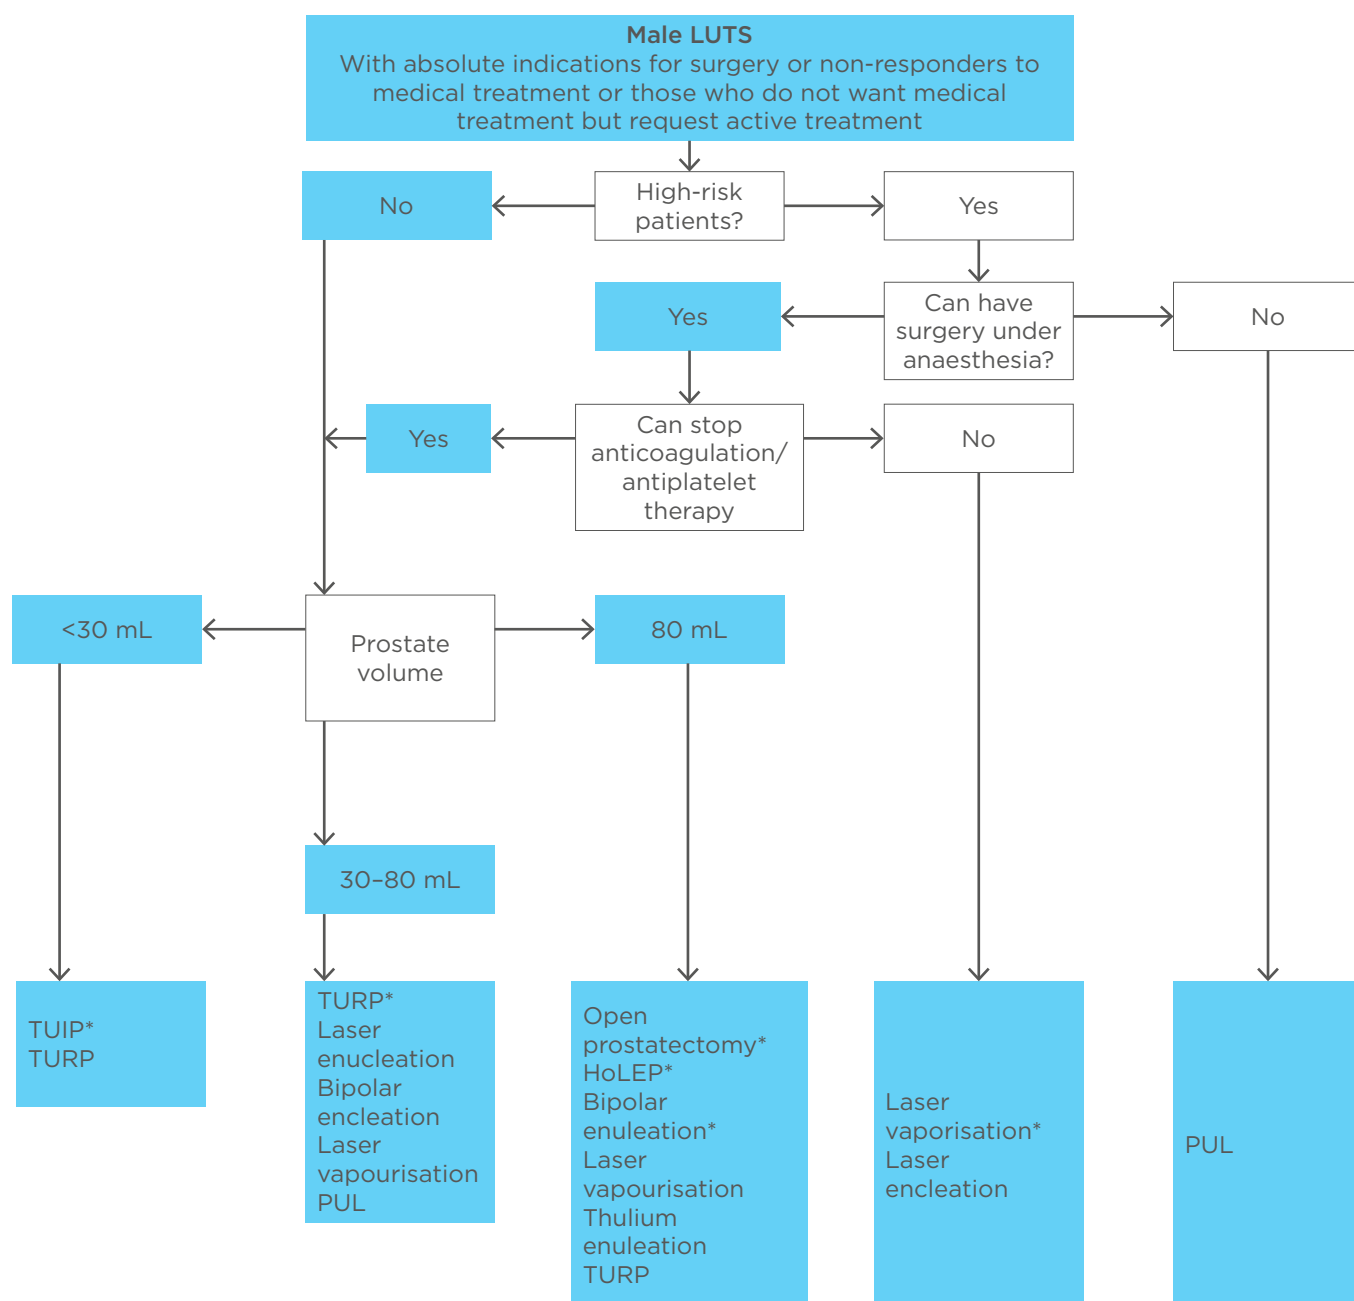 Male LUTS
With absolute indications for surgery or non-responders to
medical treatment or those who do not want medical
treatment but request active treatment
No
High-risk
patients?
Yes
Yes
Can have
surgery under
anaesthesia?
No
Yes
Can stop
anticoagulation/
antiplatelet
therapy
No
<30 mL
Prostate
volume
80 mL
30–80 mL
TUIP*
TURP
TURP*
Laser
enucleation
Bipolar
encleation
Laser
vapourisation
PUL
Open
prostatectomy*
HoLEP*
Bipolar
enuleation*
Laser
vapourisation
Thulium
enuleation
TURP
Laser
vaporisation*
Laser
encleation
PUL